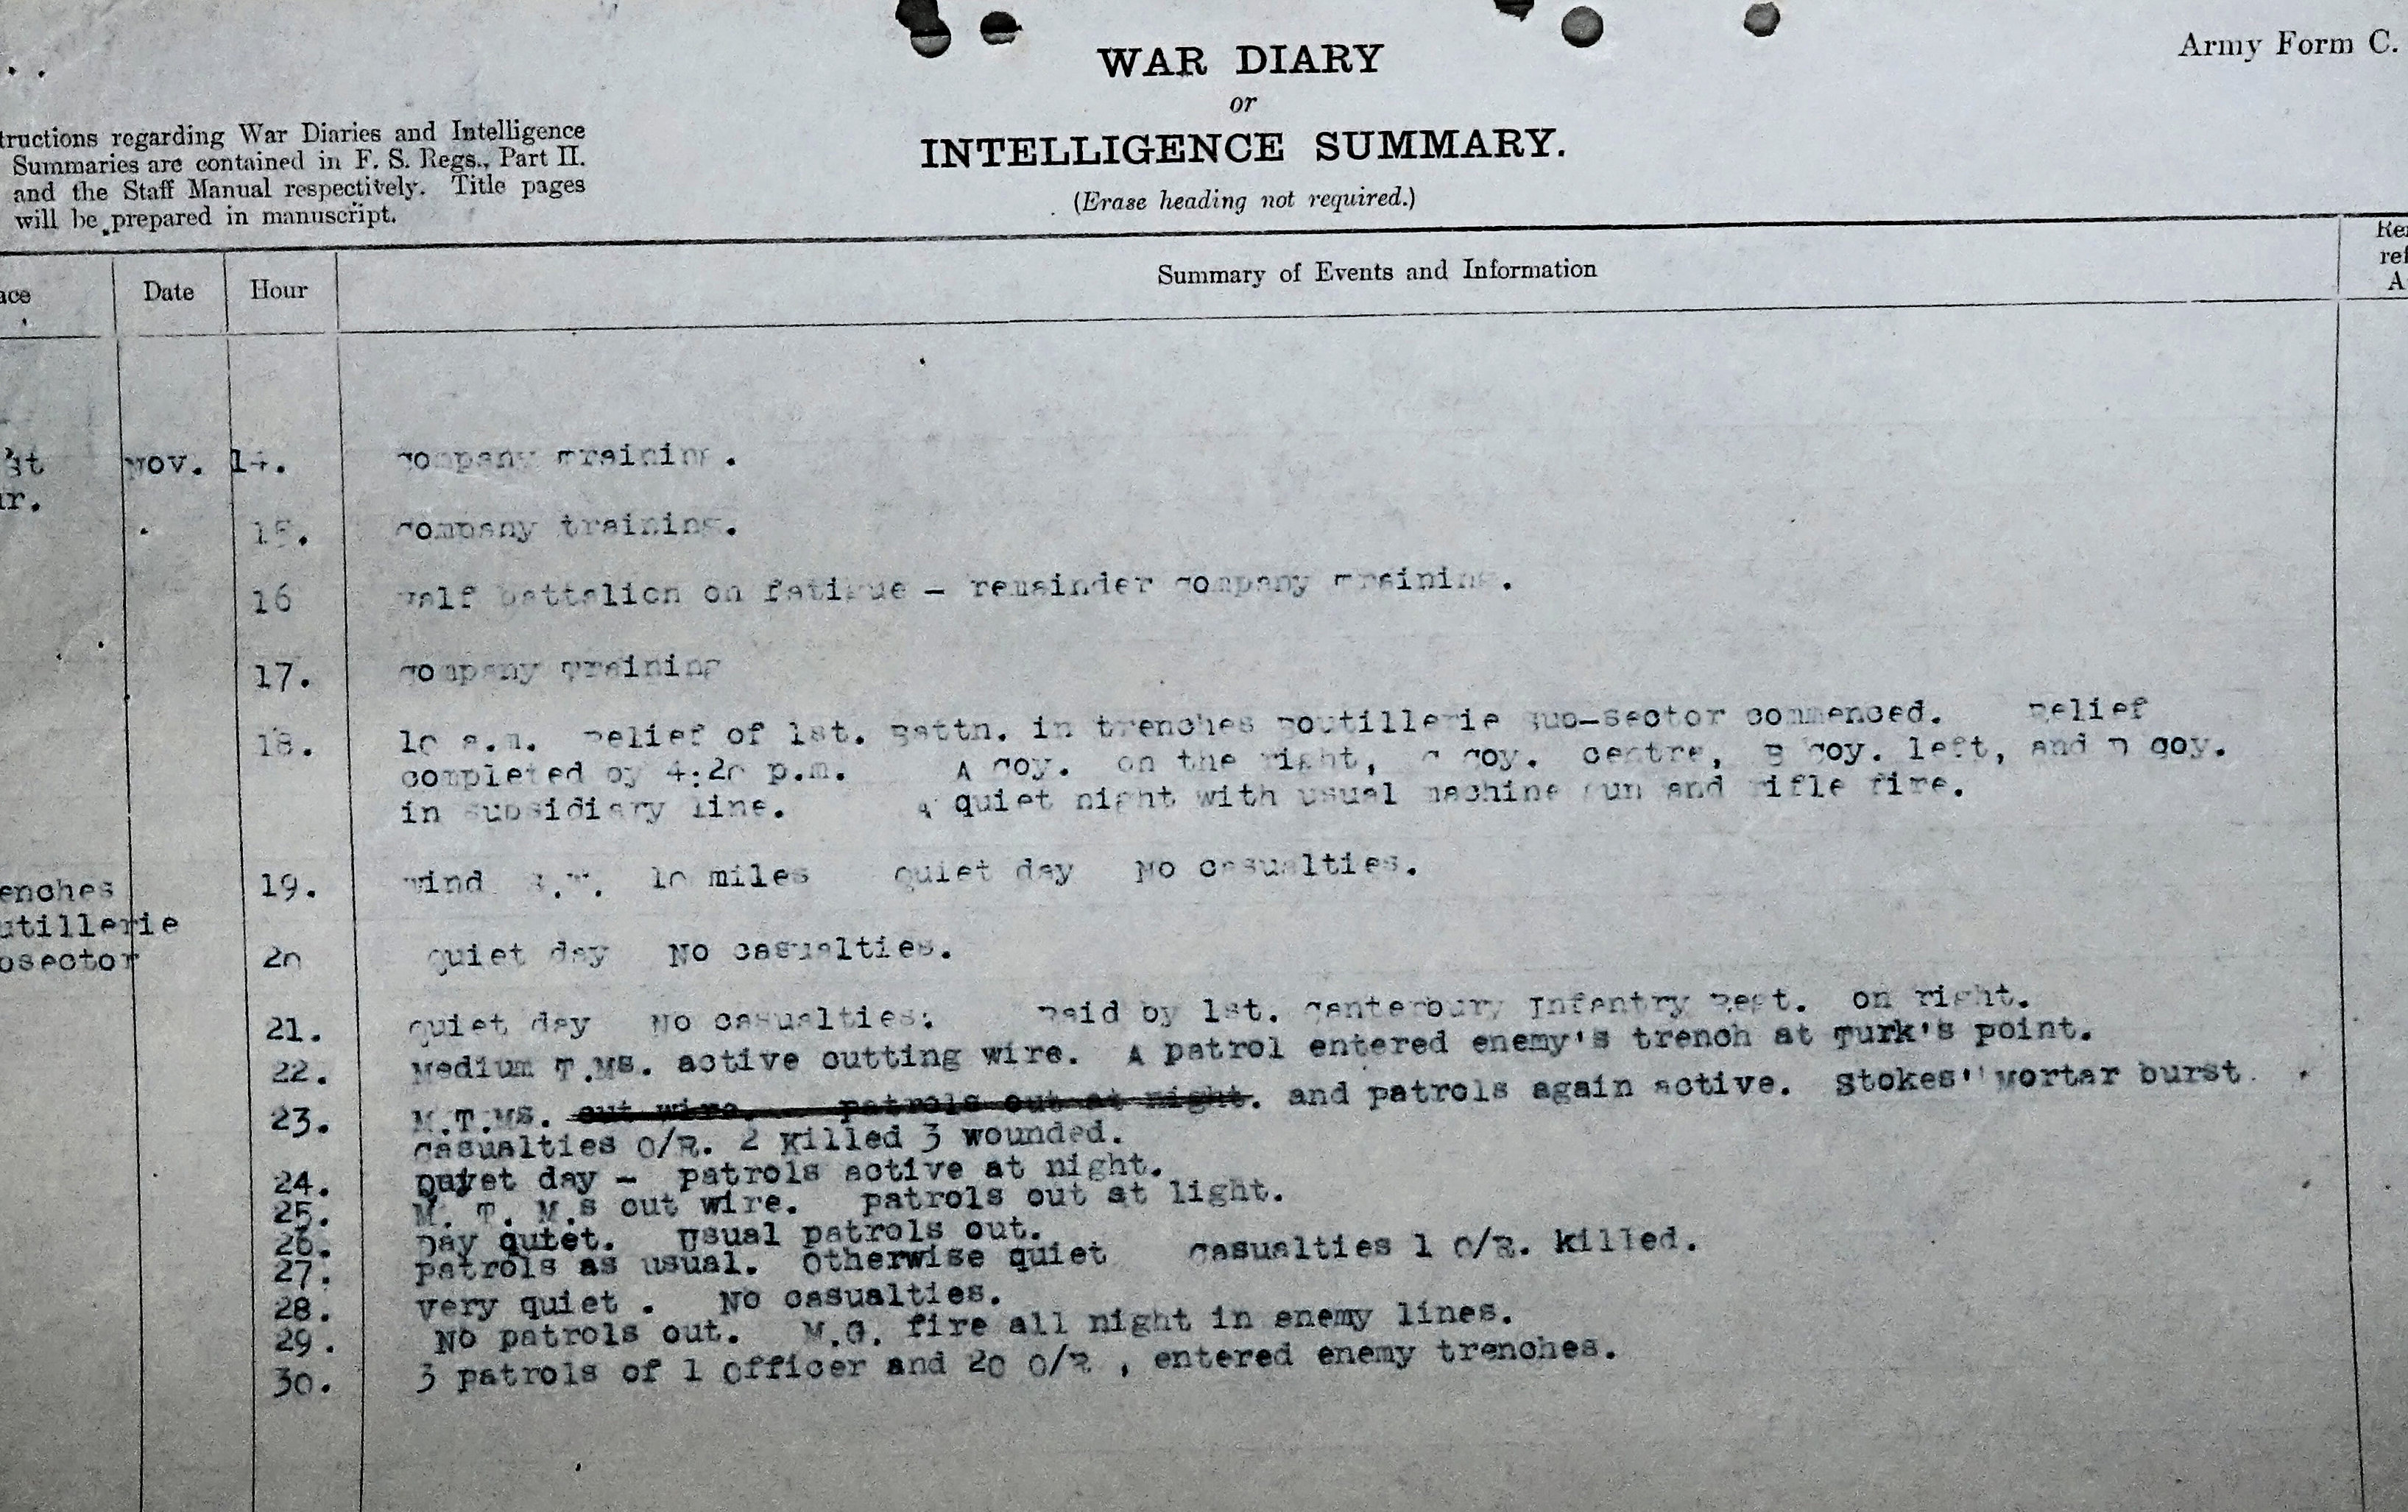 WAR DIARY
or
INTELLIGENCE SUMMARY.
(Erase heading not required.)
Army Form C.
tructions regarding War Diaries and Intelligence
Summaries are contained in F. S. Regs., Part II.
and the Staff Manual respectively. Title pages
will be prepared in manuscript.
ace Date Hour Summary of Events and Information
Nov. 14. Company Training.
15. Company training.
16 Half battalion on fatigue – remainder Company Training.
17. Company Training
18. 10 a.m. Relief of 1st. Battn. in trenches Boutillerie Sub-sector commenced. Relief
completed by 4:20 p.m. A Coy. on the right, C Coy. centre, B Coy. left, and D Coy.
in subsidiary line. A quiet night with usual machine gun and rifle fire.
19. Wind 10 miles quiet day No casualties.
enches
utillerie
osector
20 quiet day No casualties.
21. quiet day No casualties. Raid by 1st. Canterbury Infantry Regt. on right.
22. Medium T.Ms. active cutting wire. A patrol entered enemy's trench at Turk's point.
23. M.T.Ms. cut wire. patrols out at night. and patrols again active. Stokes' Mortar burst.
casualties O/R. 2 Killed 3 wounded.
24. Quiet day – patrols active at night.
25. M. T. M.s cut wire. patrols out at light.
26. Day quiet. Usual patrols out.
27. patrols as usual. Otherwise quiet Casualties 1 O/R. killed.
28. Very quiet. No casualties.
29. No patrols out. M.G. fire all night in enemy lines.
30. 3 patrols of 1 Officer and 20 O/R , entered enemy trenches.